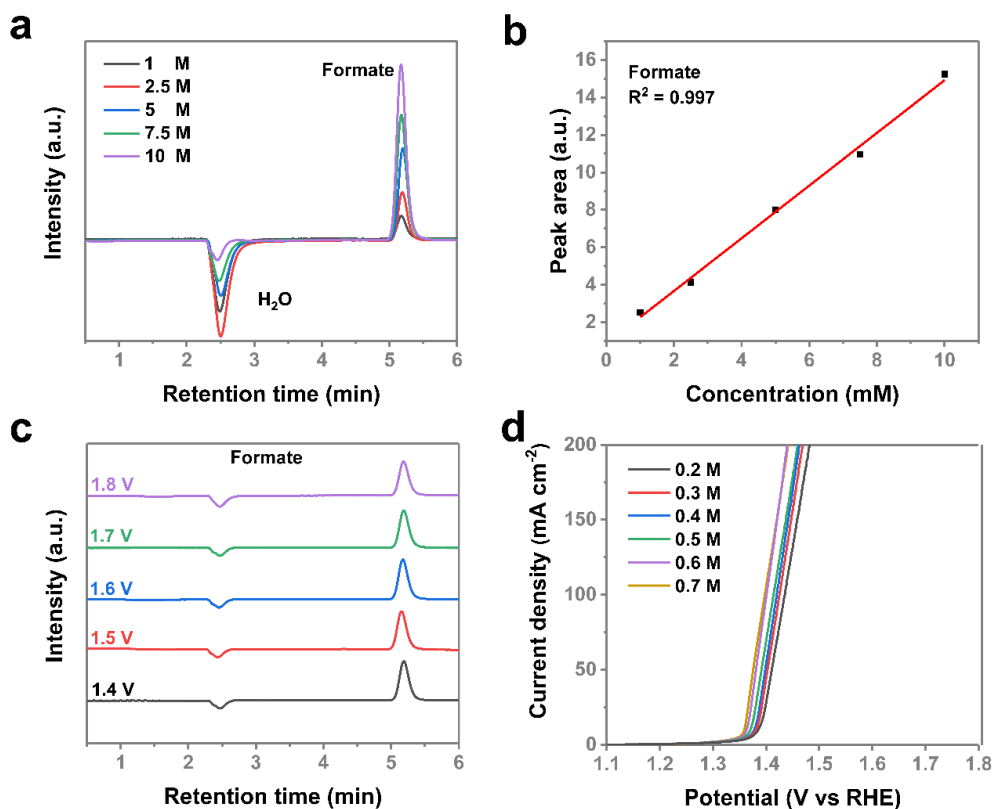 a
1 M
2.5 M
5 M
7.5 M
10 M
Formate
H₂O
Intensity (a.u.)
1 2 3 4 5 6
Retention time (min)
b
Formate
R² = 0.997
Peak area (a.u.)
16
14
12
10
8
6
4
2
0 2 4 6 8 10
Concentration (mM)
c
Formate
1.8 V
1.7 V
1.6 V
1.5 V
1.4 V
Intensity (a.u.)
1 2 3 4 5 6
Retention time (min)
d
0.2 M
0.3 M
0.4 M
0.5 M
0.6 M
0.7 M
Current density (mA cm⁻²)
200
150
100
50
0
1.1 1.2 1.3 1.4 1.5 1.6 1.7 1.8
Potential (V vs RHE)